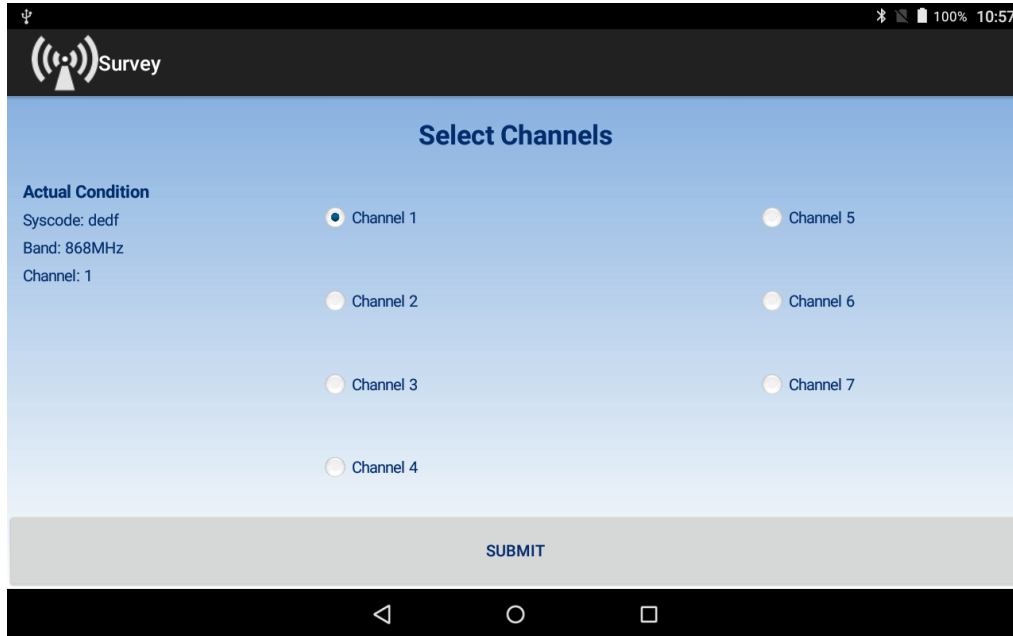 100% 10:57
Survey
Select Channels
Actual Condition
Syscode: dedf
Band: 868MHz
Channel: 1
Channel 1
Channel 2
Channel 3
Channel 4
Channel 5
Channel 6
Channel 7
SUBMIT